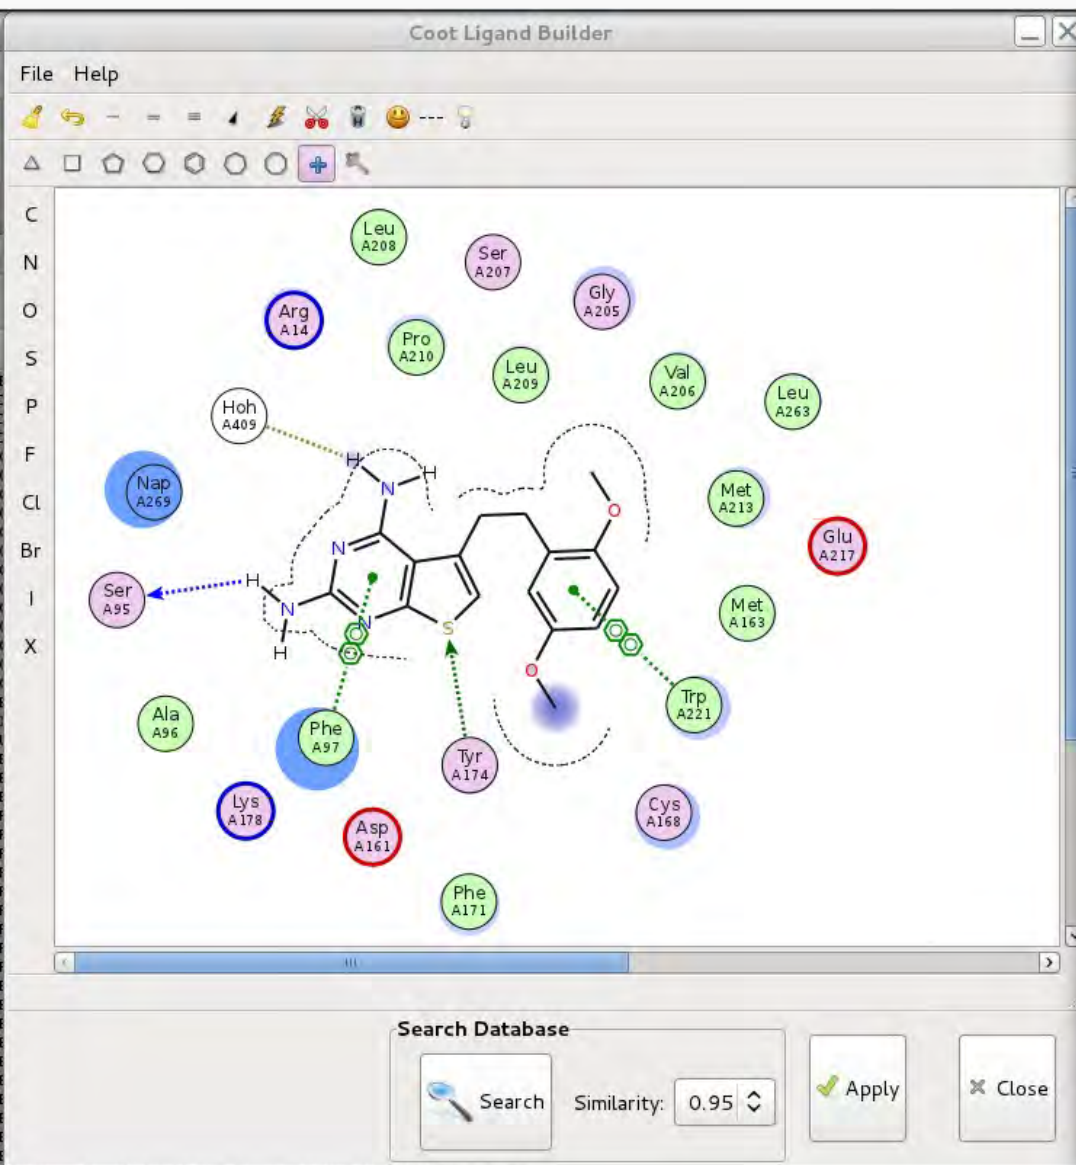 Coot Ligand Builder
File Help
C
N
O
S
P
F
Cl
Br
I
X
Leu
A208
Ser
A207
Gly
A205
Arg
A14
Pro
A210
Leu
A209
Val
A206
Leu
A263
Hoh
A409
H
H
N
Nap
A269
O
Met
A213
Glu
A217
N
H
Ser
A95
N
N
S
H
Met
A163
O
Trp
A221
Ala
A96
Phe
A97
Tyr
A174
Lys
A178
Asp
A161
Cys
A168
Phe
A171
Search Database
Search Similarity: 0.95
Apply
Close